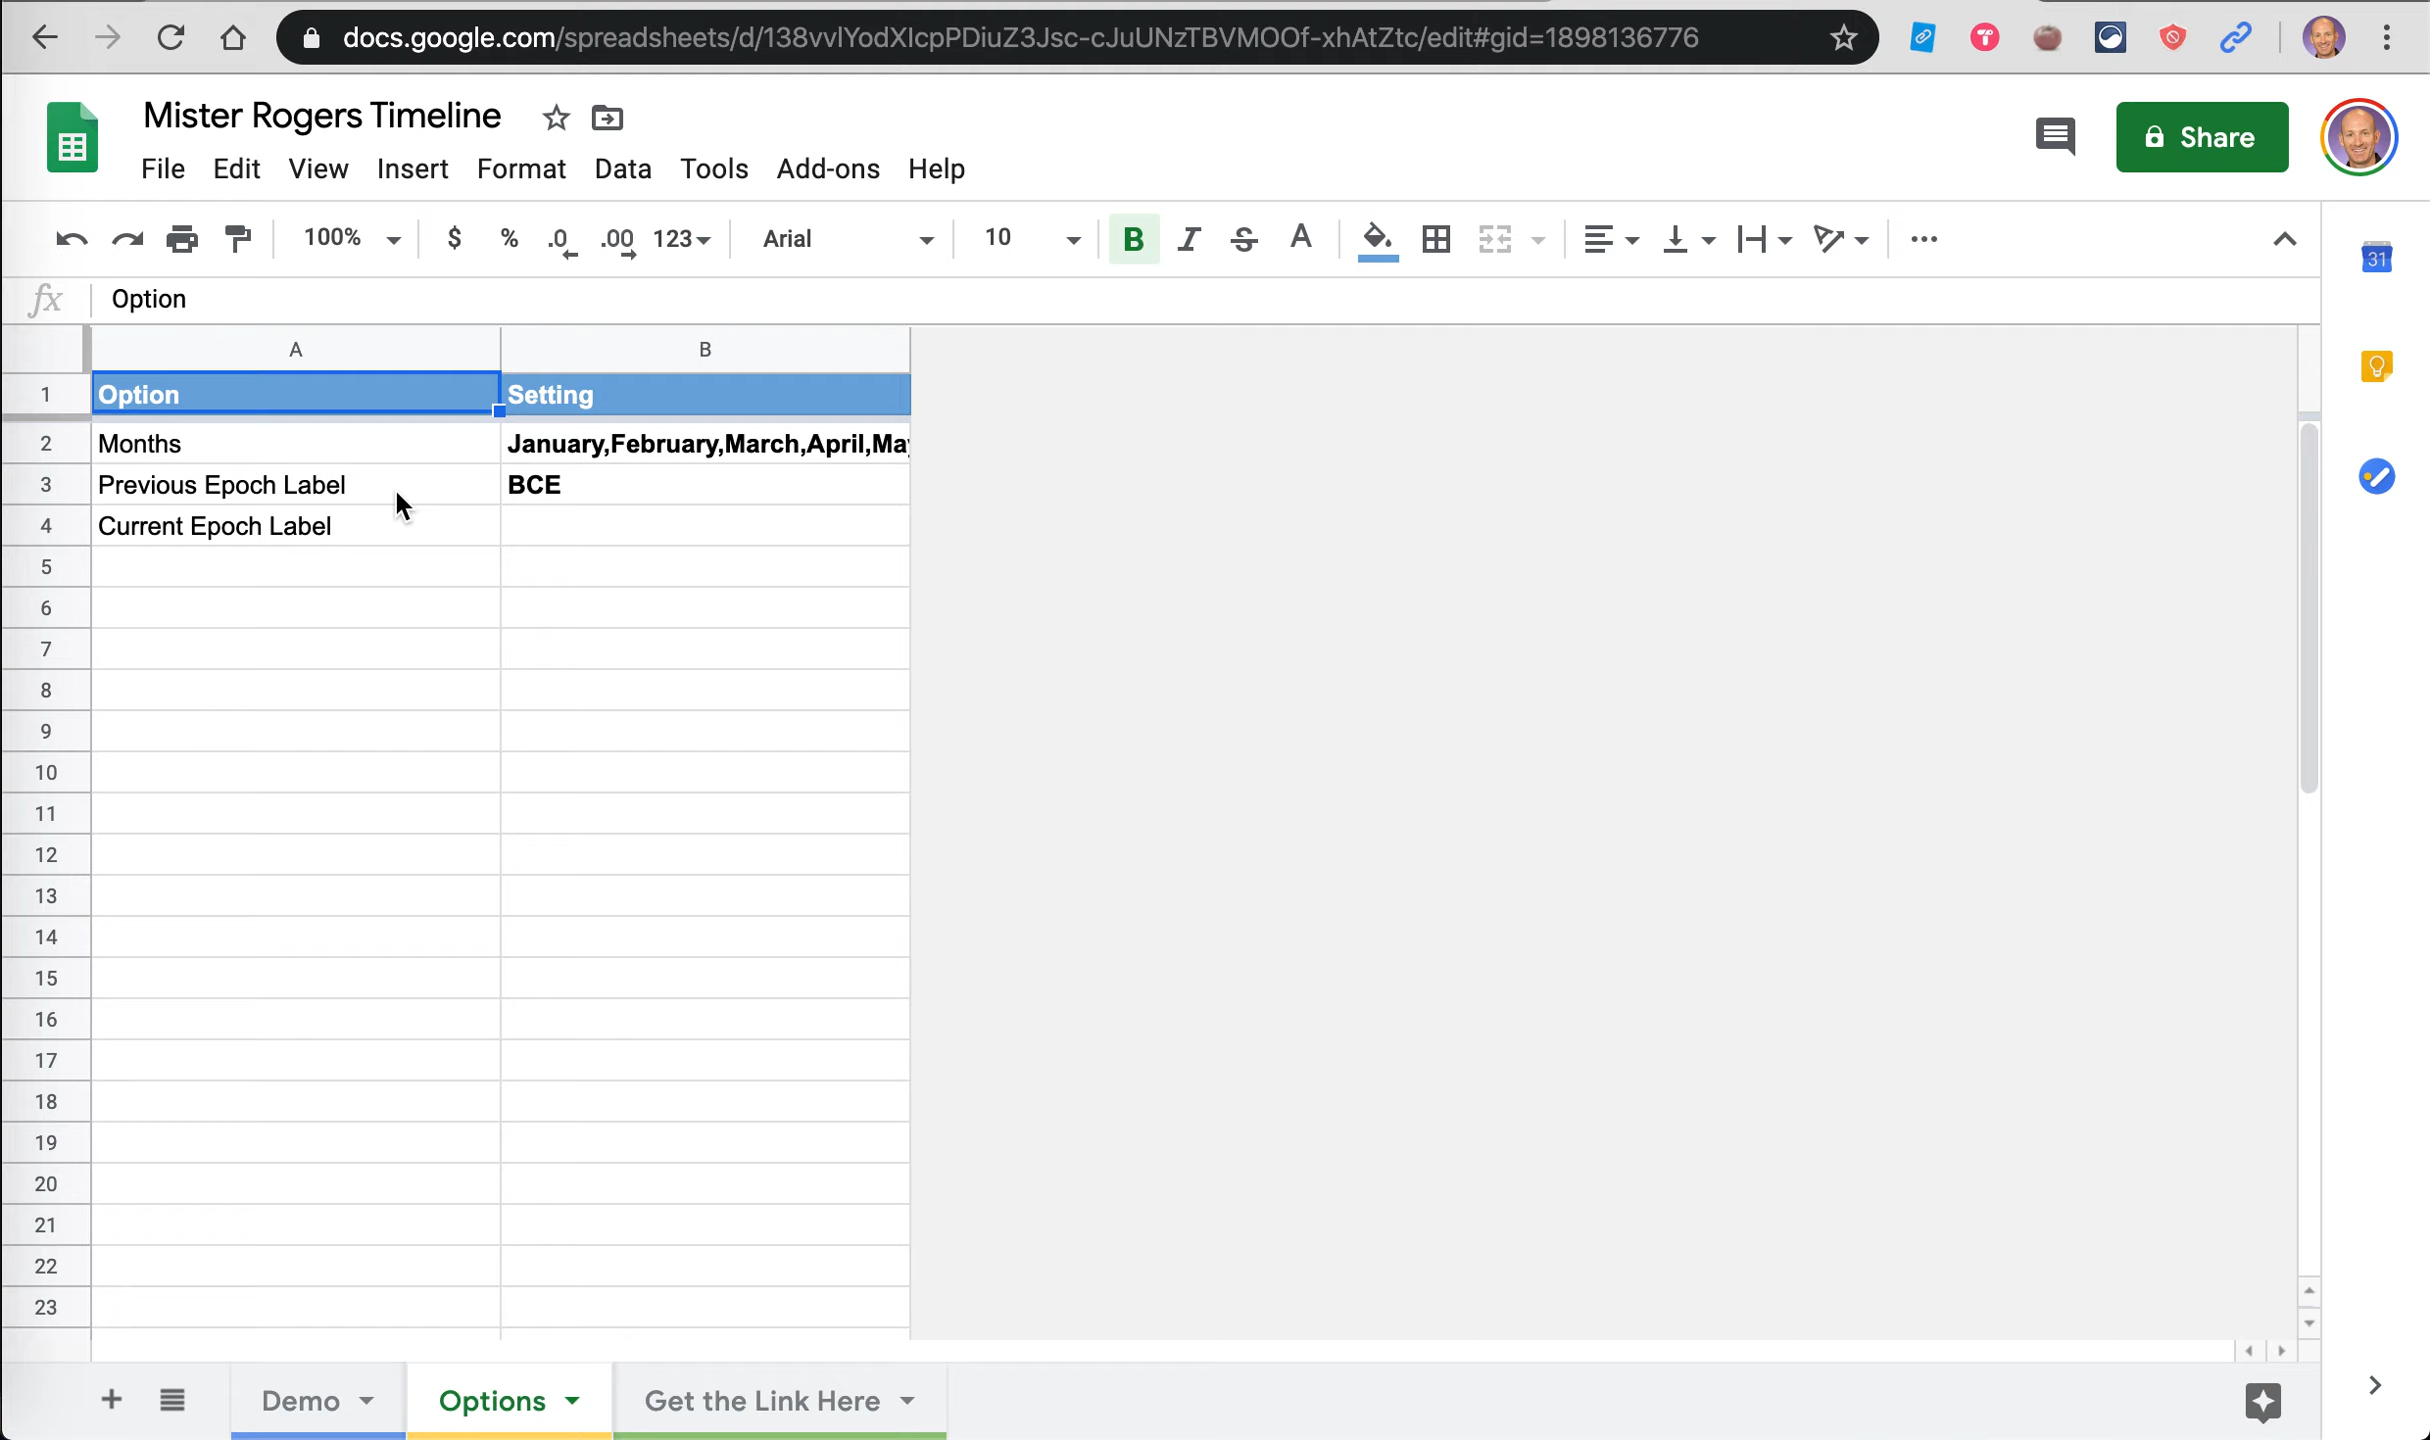 docs.google.com/spreadsheets/d/138vvlYodXlcpPDiuZ3Jsc-cJuUNzTBVMOOf-xhAtZtc/edit#gid=1898136776
Mister Rogers Timeline
File Edit View Insert Format Data Tools Add-ons Help
Share
100% $ % .0 .00 123 Arial 10 B I S A
31
fx Option
A B
1 Option Setting
2 Months January,February,March,April,May
3 Previous Epoch Label BCE
4 Current Epoch Label
5
6
7
8
9
10
11
12
13
14
15
16
17
18
19
20
21
22
23
Demo Options Get the Link Here